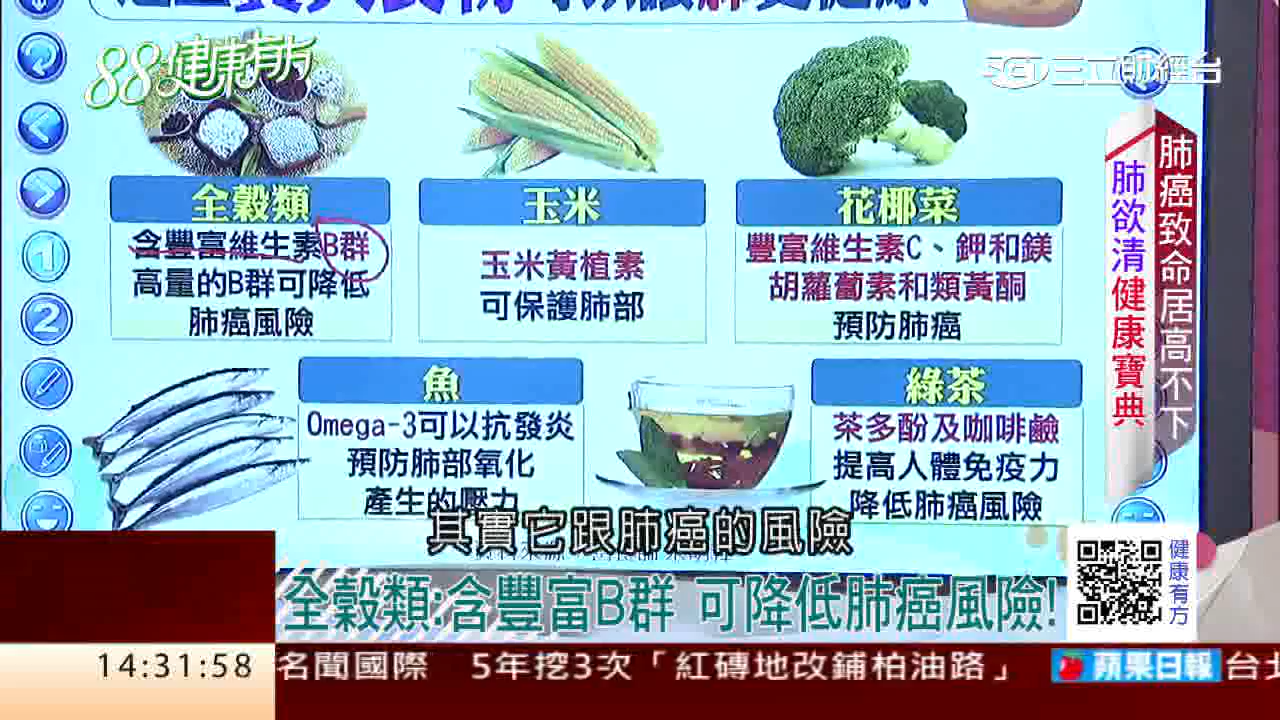 88健康有方
SET三立財經台
全穀類
含豐富維生素B群
高量的B群可降低
肺癌風險
玉米
玉米黃植素
可保護肺部
花椰菜
豐富維生素C、鉀和鎂
胡蘿蔔素和類黃酮
預防肺癌
魚
Omega-3可以抗發炎
預防肺部氧化
產生的壓力
綠茶
茶多酚及咖啡鹼
提高人體免疫力
降低肺癌風險
肺癌致命居高不下
肺欲清健康寶典
1
2
其實它跟肺癌的風險
全穀類:含豐富B群 可降低肺癌風險!
健康有方
14:31:58
名聞國際 5年挖3次「紅磚地改鋪柏油路」 蘋果日報 台北